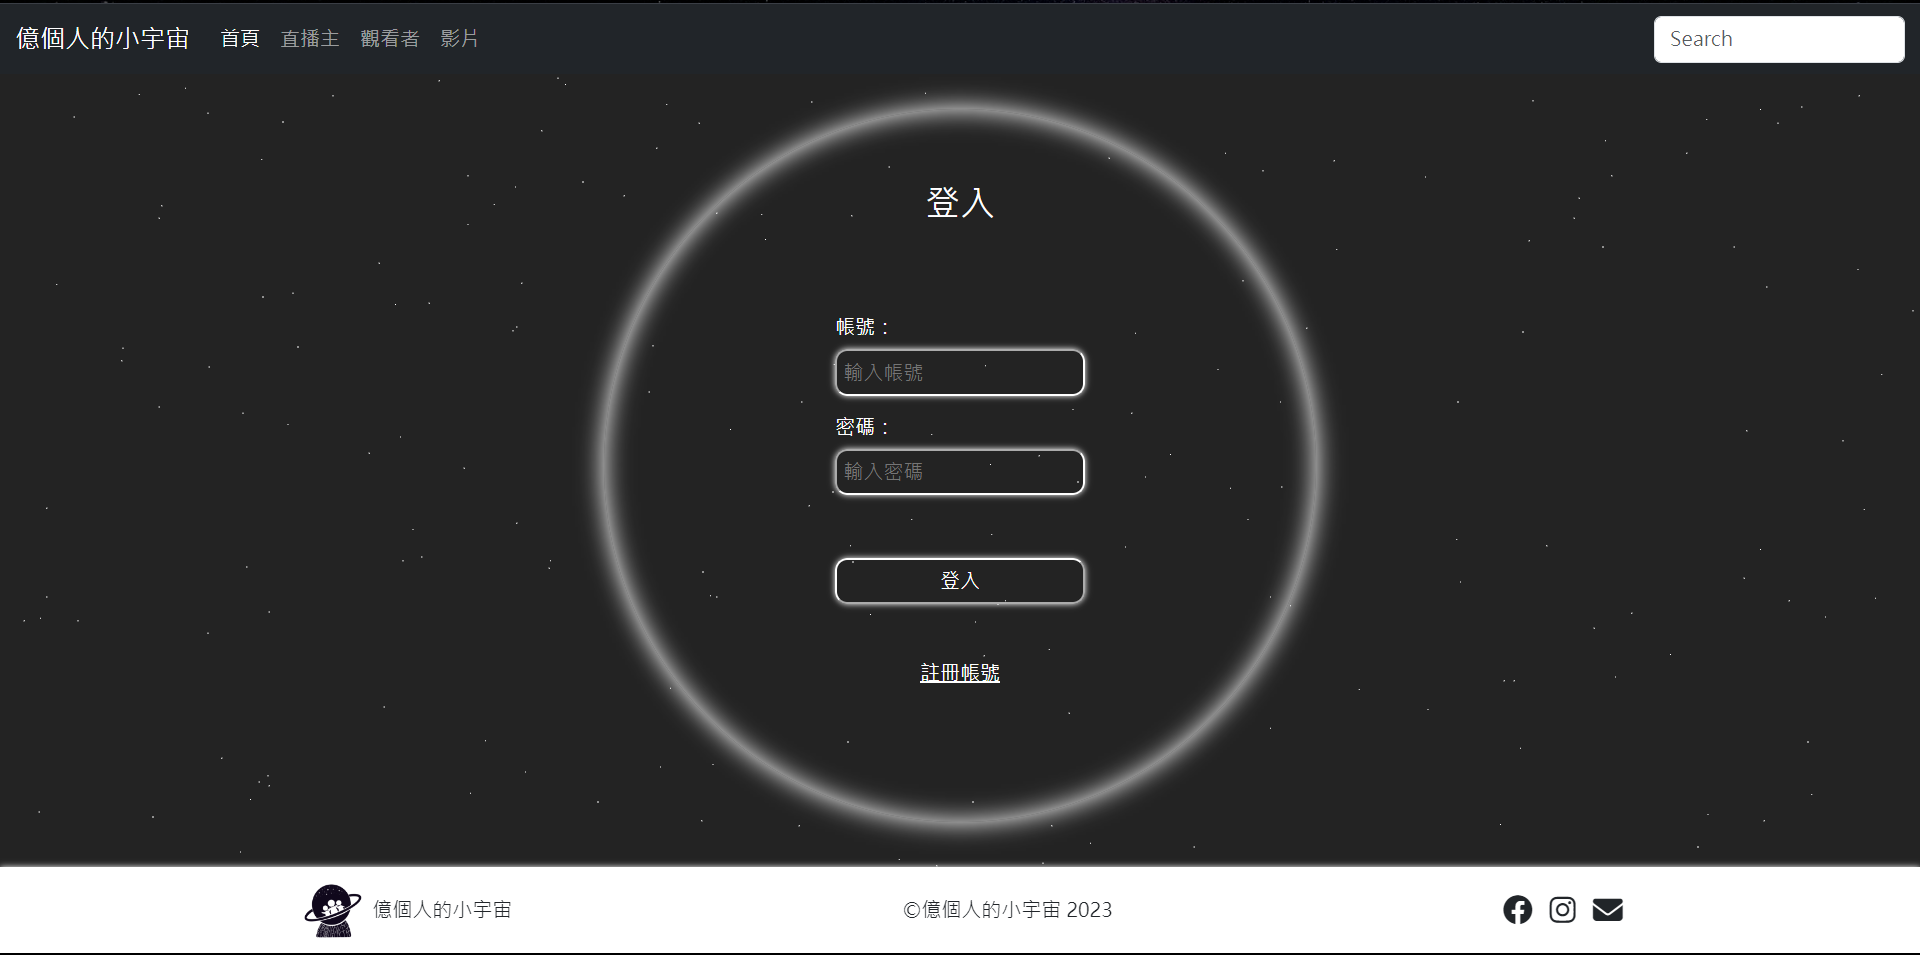 億個人的小宇宙 首頁 直播主 觀看者 影片 Search
登入
帳號：
輸入帳號
密碼：
輸入密碼
登入
註冊帳號
億個人的小宇宙 ©億個人的小宇宙 2023